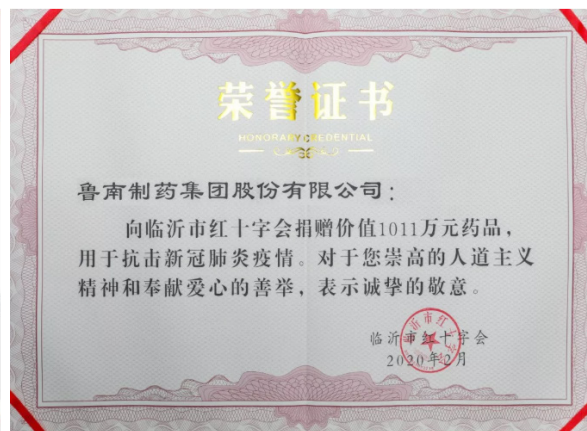 荣誉证书
HONORARY CREDENTIAL
鲁南制药集团股份有限公司：
向临沂市红十字会捐赠价值1011万元药品，
用于抗击新冠肺炎疫情。对于您崇高的人道主义
精神和奉献爱心的善举，表示诚挚的敬意。
临沂市红十字会
2020年2月